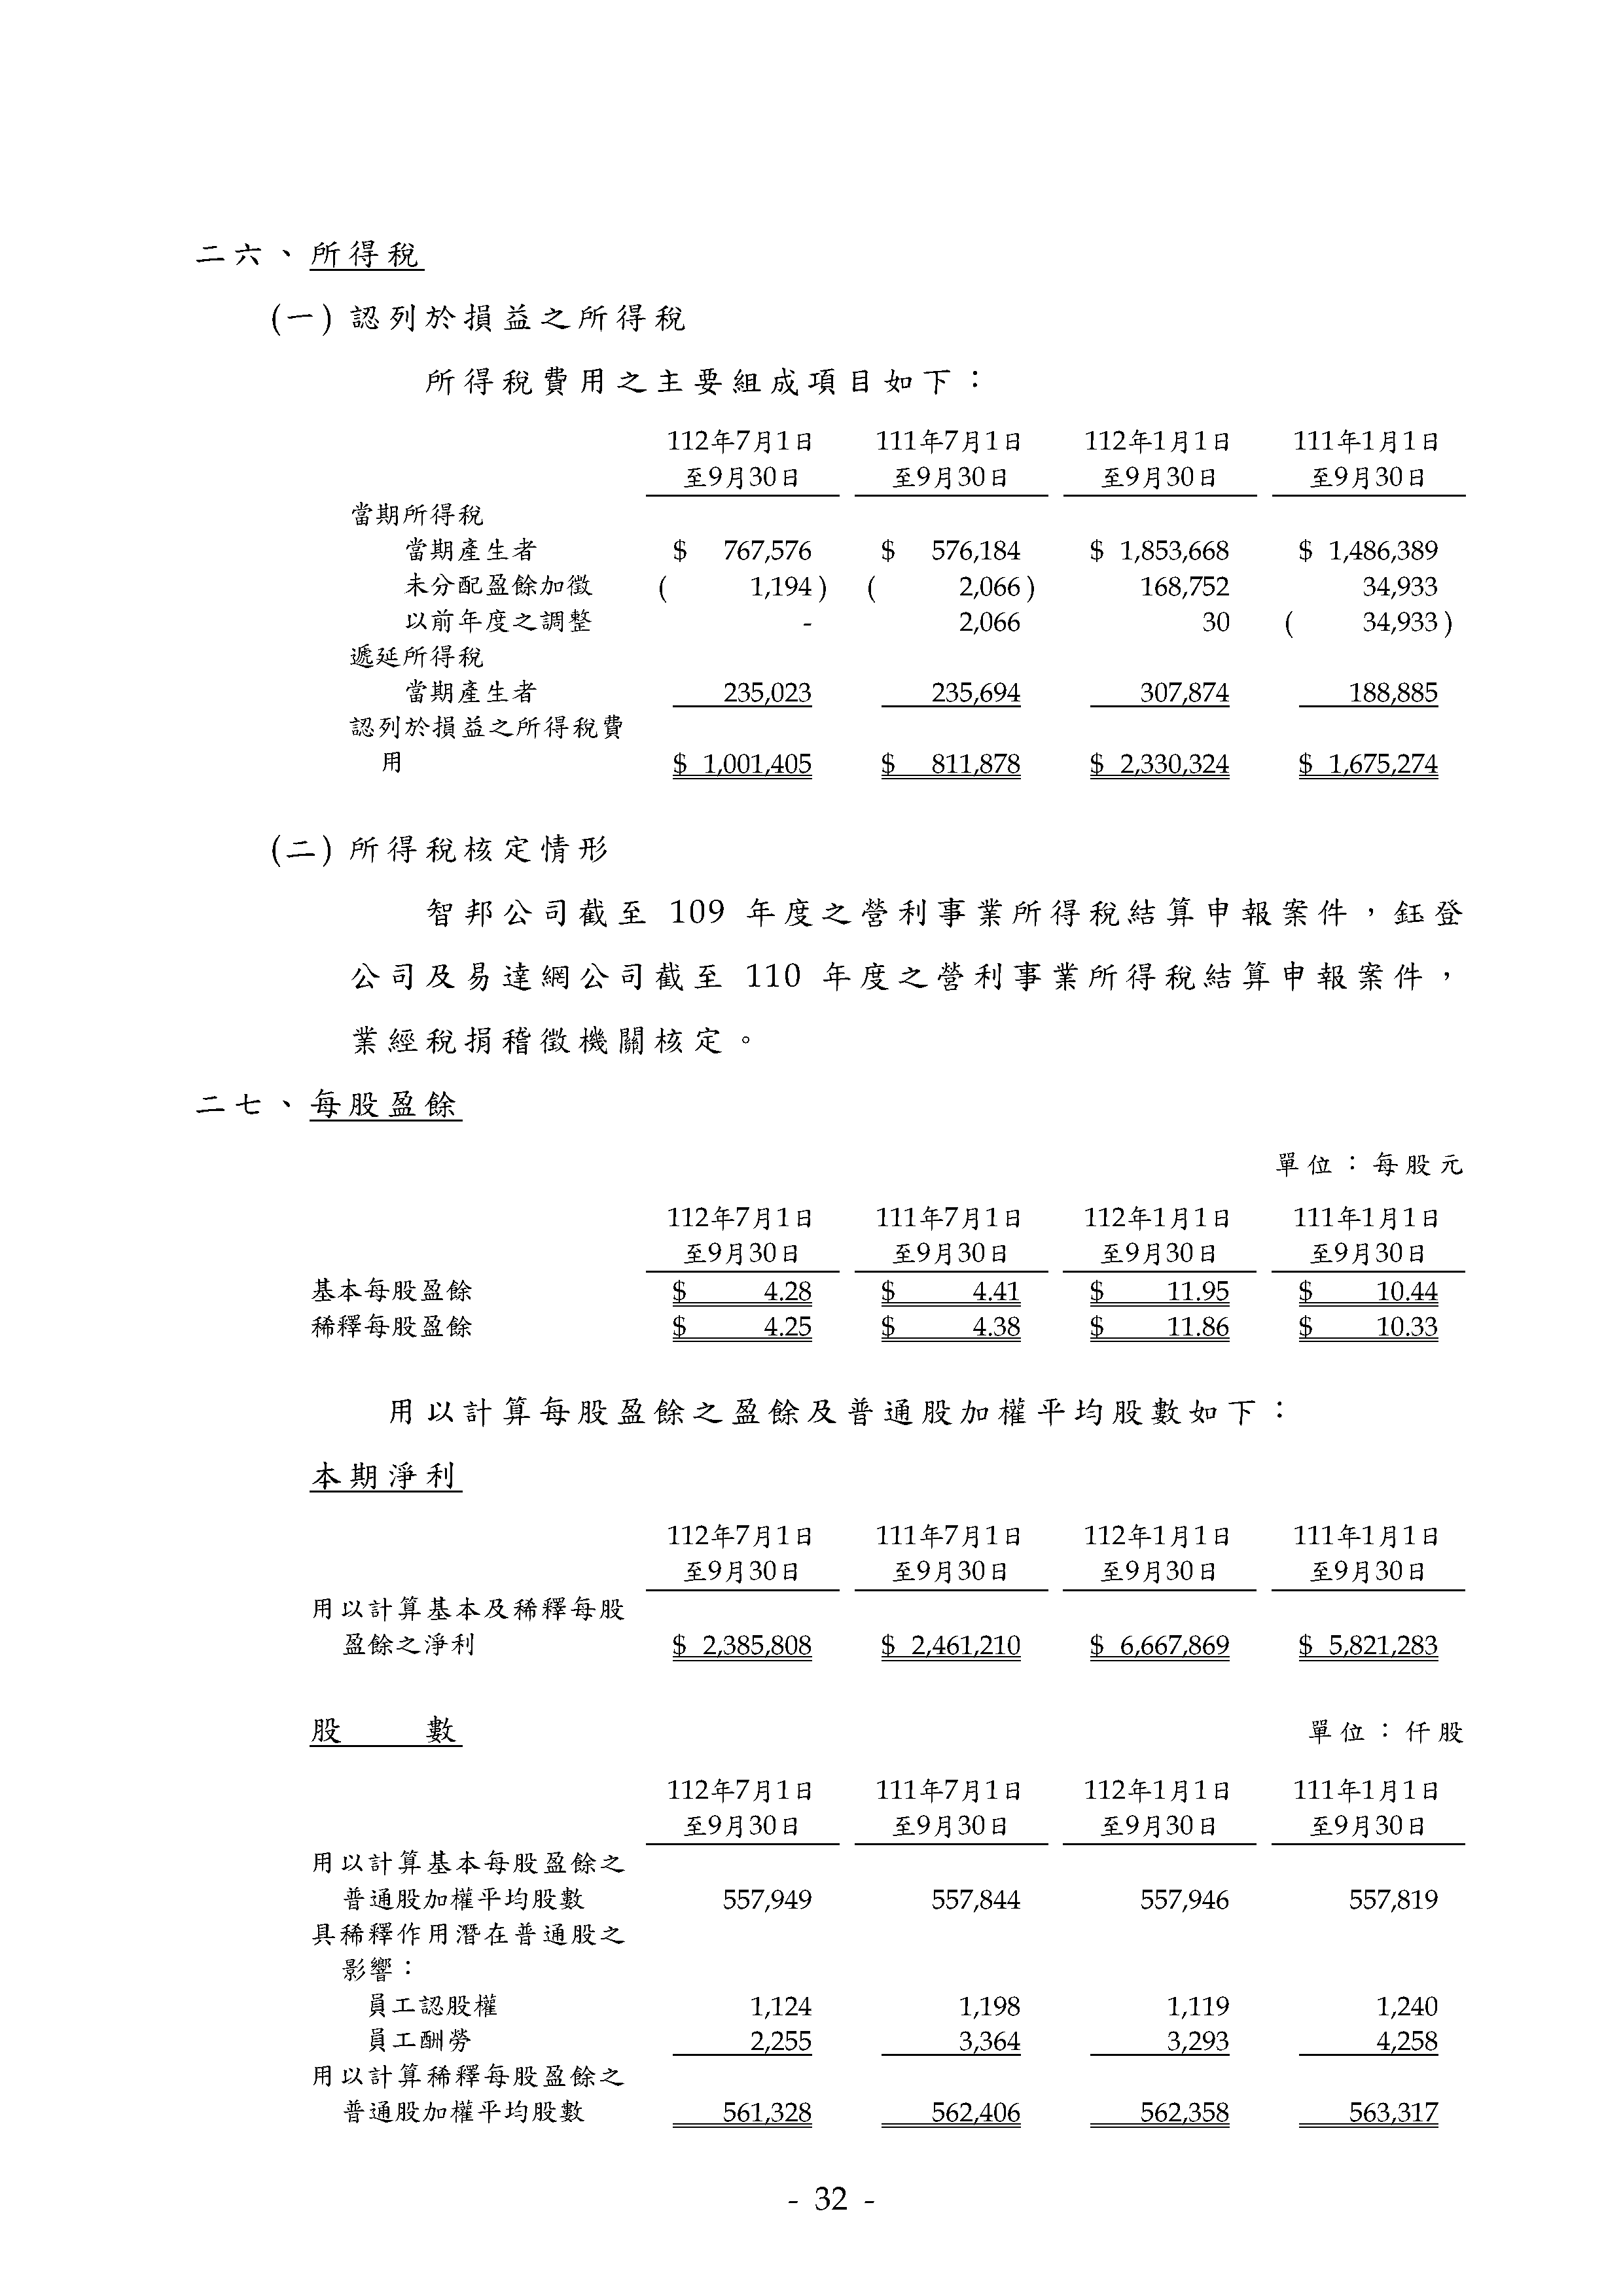 二六、所得稅
(一) 認列於損益之所得稅
所得稅費用之主要組成項目如下：
112年7月1日 111年7月1日 112年1月1日 111年1月1日
至9月30日 至9月30日 至9月30日 至9月30日
當期所得稅
當期產生者 $ 767,576 $ 576,184 $ 1,853,668 $ 1,486,389
未分配盈餘加徵 ( 1,194 ) ( 2,066 ) 168,752 34,933
以前年度之調整 - 2,066 30 ( 34,933 )
遞延所得稅
當期產生者 235,023 235,694 307,874 188,885
認列於損益之所得稅費
用 $ 1,001,405 $ 811,878 $ 2,330,324 $ 1,675,274
(二) 所得稅核定情形
智邦公司截至 109 年度之營利事業所得稅結算申報案件，鈺登
公司及易達網公司截至 110 年度之營利事業所得稅結算申報案件，
業經稅捐稽徵機關核定。
二七、每股盈餘
單位：每股元
112年7月1日 111年7月1日 112年1月1日 111年1月1日
至9月30日 至9月30日 至9月30日 至9月30日
基本每股盈餘 $ 4.28 $ 4.41 $ 11.95 $ 10.44
稀釋每股盈餘 $ 4.25 $ 4.38 $ 11.86 $ 10.33
用以計算每股盈餘之盈餘及普通股加權平均股數如下：
本期淨利
112年7月1日 111年7月1日 112年1月1日 111年1月1日
至9月30日 至9月30日 至9月30日 至9月30日
用以計算基本及稀釋每股
盈餘之淨利 $ 2,385,808 $ 2,461,210 $ 6,667,869 $ 5,821,283
股 數 單位：仟股
112年7月1日 111年7月1日 112年1月1日 111年1月1日
至9月30日 至9月30日 至9月30日 至9月30日
用以計算基本每股盈餘之
普通股加權平均股數 557,949 557,844 557,946 557,819
具稀釋作用潛在普通股之
影響：
員工認股權 1,124 1,198 1,119 1,240
員工酬勞 2,255 3,364 3,293 4,258
用以計算稀釋每股盈餘之
普通股加權平均股數 561,328 562,406 562,358 563,317
- 32 -